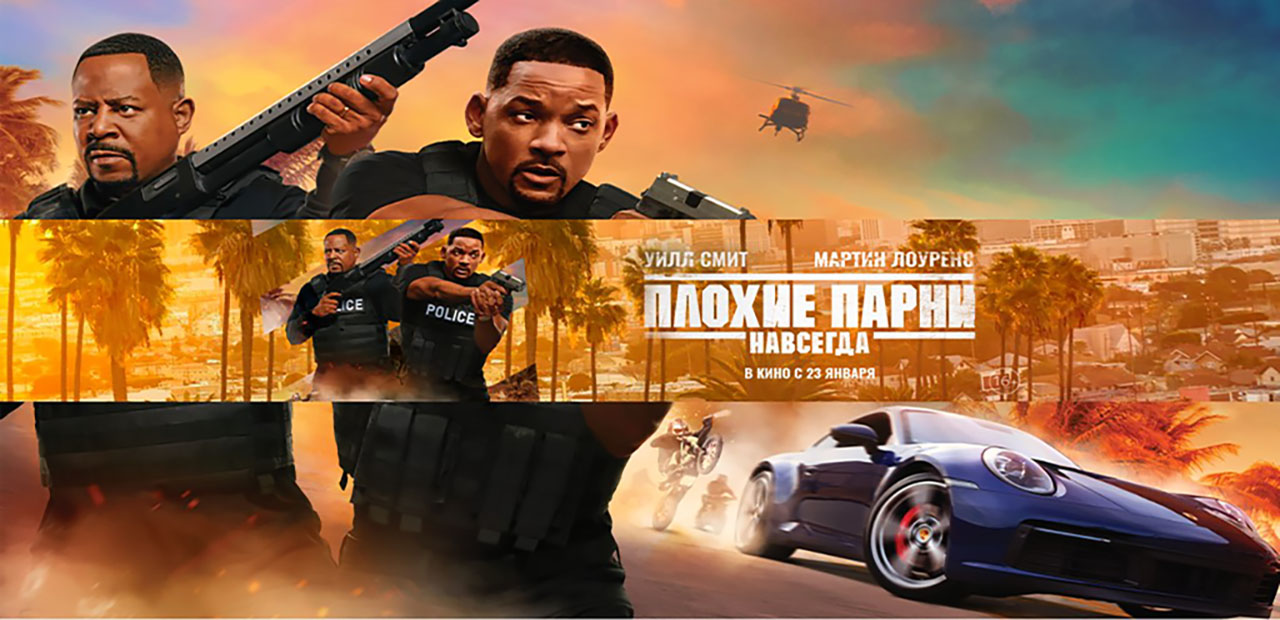 УИЛЛ СМИТ МАРТИН ЛОУРЕНС
ПЛОХИЕ ПАРНИ
НАВСЕГДА
В КИНО С 23 ЯНВАРЯ
16+
POLICE
POLICE